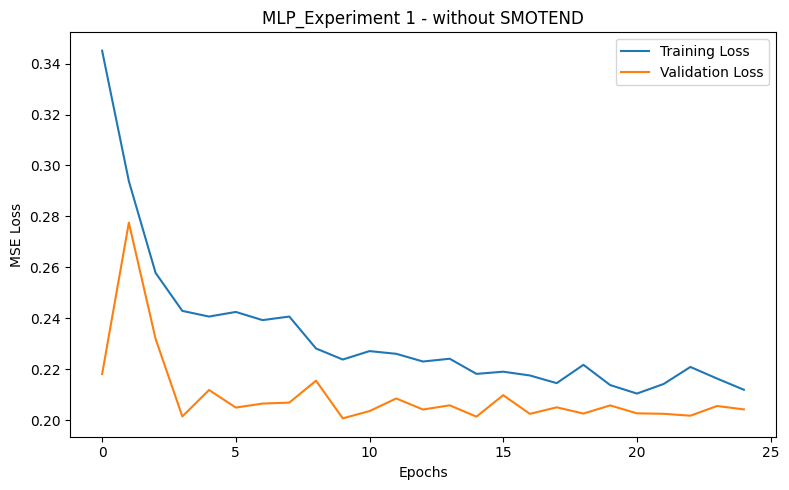 MLP_Experiment 1 - without SMOTEND
Training Loss
Validation Loss
MSE Loss
0.34
0.32
0.30
0.28
0.26
0.24
0.22
0.20
0 5 10 15 20 25
Epochs